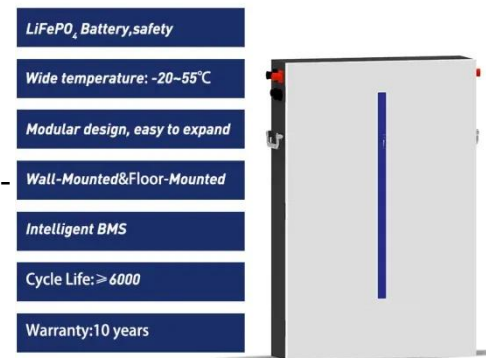 LiFePO₄ Battery,safety
Wide temperature: -20~55℃
Modular design, easy to expand
Wall-Mounted&Floor-Mounted
Intelligent BMS
Cycle Life:≥6000
Warranty:10 years